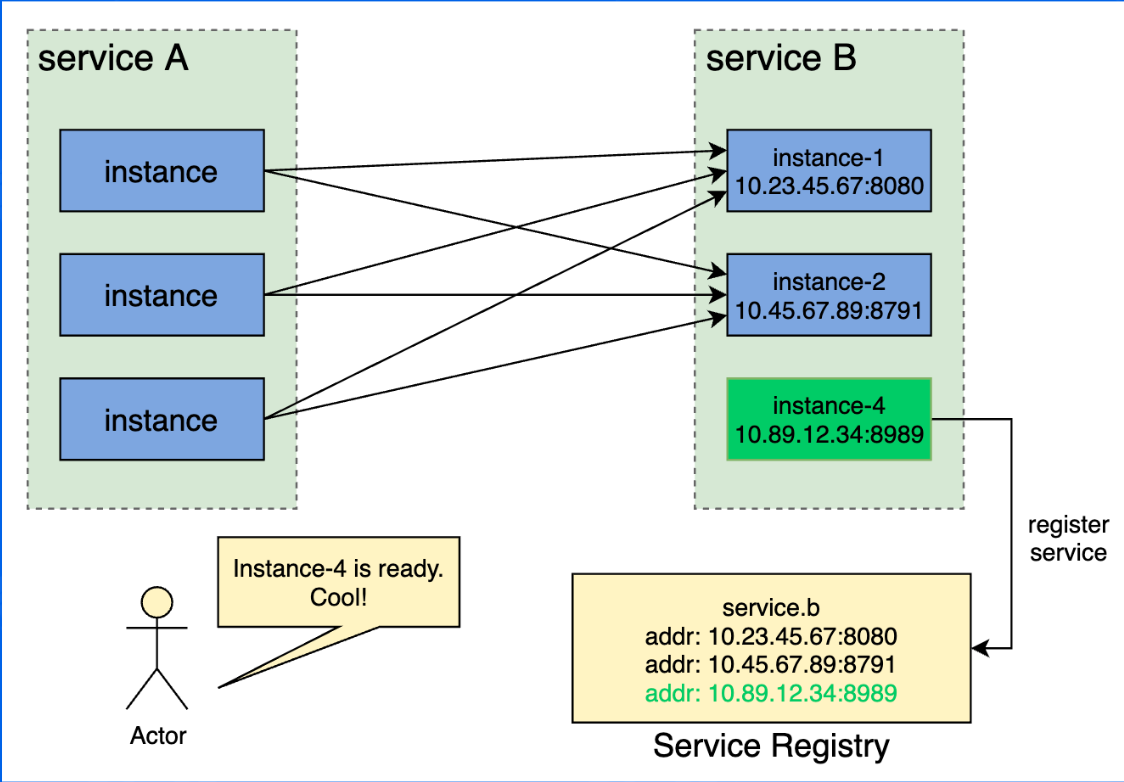 service A
service B
instance
instance-1
10.23.45.67:8080
instance
instance-2
10.45.67.89:8791
instance
instance-4
10.89.12.34:8989
register
service
Instance-4 is ready.
Cool!
Actor
service.b
addr: 10.23.45.67:8080
addr: 10.45.67.89:8791
addr: 10.89.12.34:8989
Service Registry